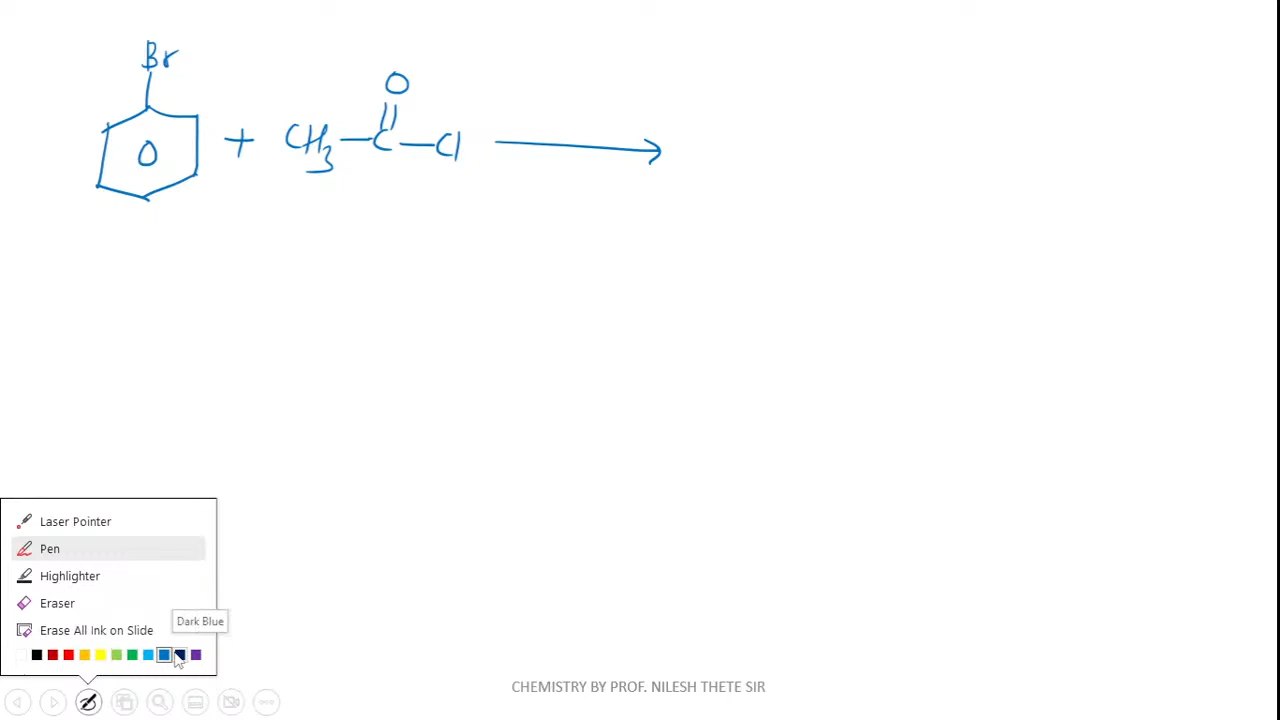 Br
O
O + CH3 — C — Cl
Laser Pointer
Pen
Highlighter
Eraser
Dark Blue
Erase All Ink on Slide
CHEMISTRY BY PROF. NILESH THETE SIR